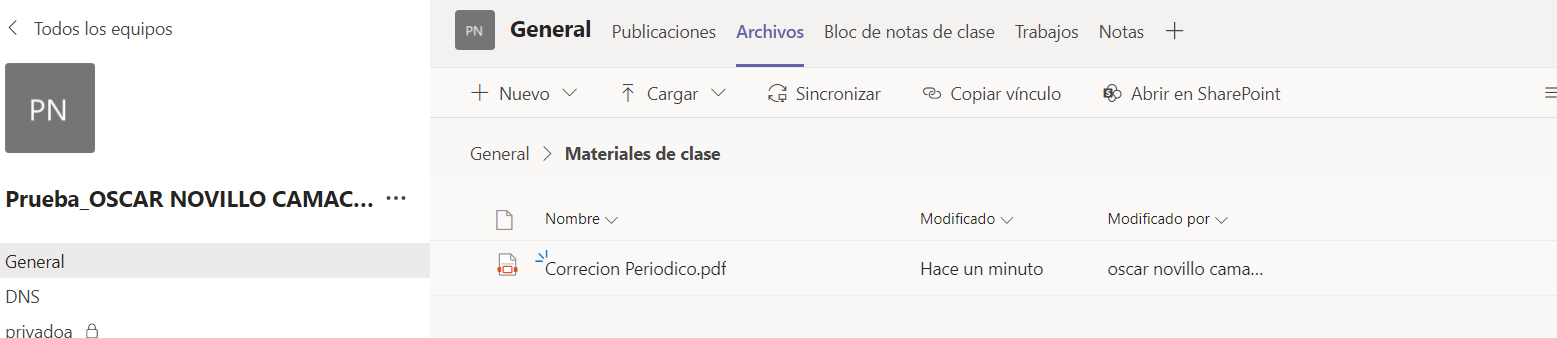 Todos los equipos
PN
Prueba_OSCAR NOVILLO CAMAC... ...
General
DNS
privadoa
PN General Publicaciones Archivos Bloc de notas de clase Trabajos Notas +
+ Nuevo Cargar Sincronizar Copiar vínculo Abrir en SharePoint
General > Materiales de clase
Nombre Modificado Modificado por
Correcion Periodico.pdf Hace un minuto oscar novillo cama...